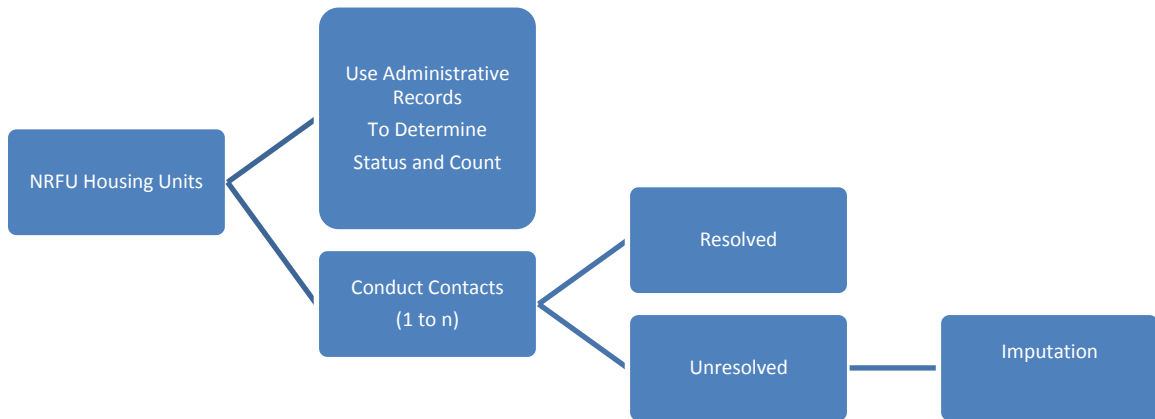 Use Administrative
Records
To Determine
Status and Count
NRFU Housing Units
Resolved
Conduct Contacts
(1 to n)
Unresolved
Imputation